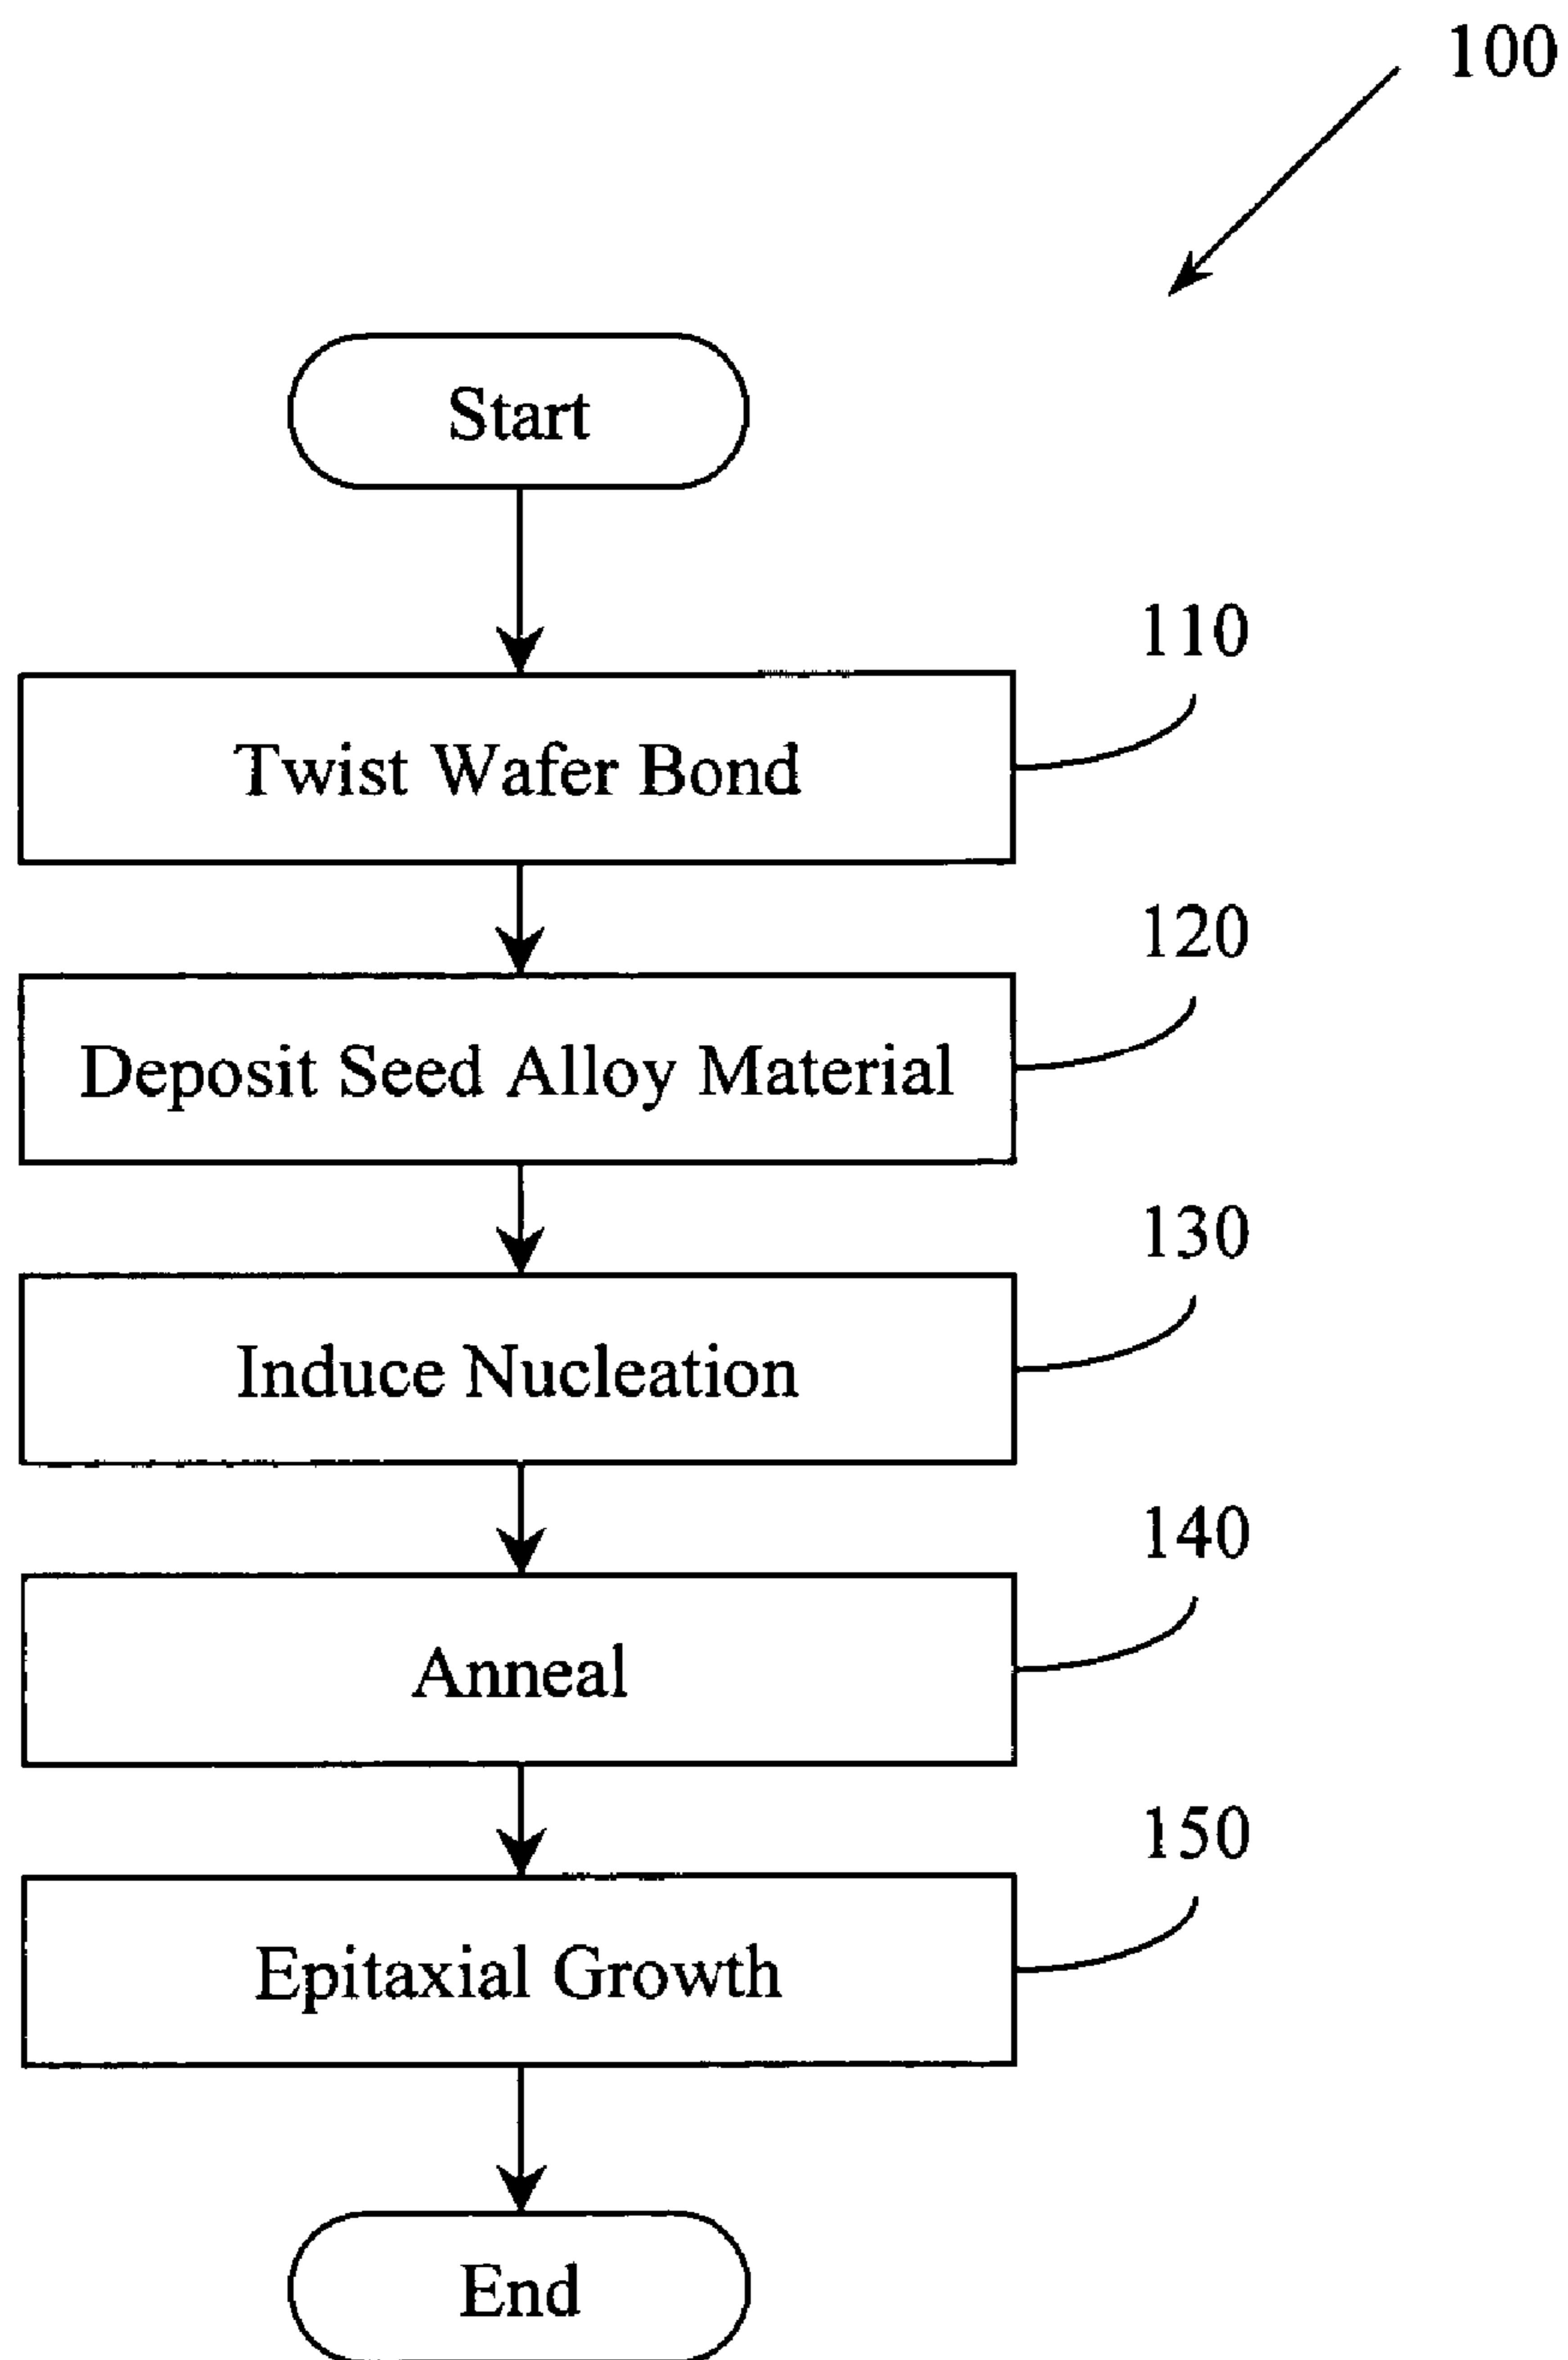 100
Start
110
Twist Wafer Bond
120
Deposit Seed Alloy Material
130
Induce Nucleation
140
Anneal
150
Epitaxial Growth
End